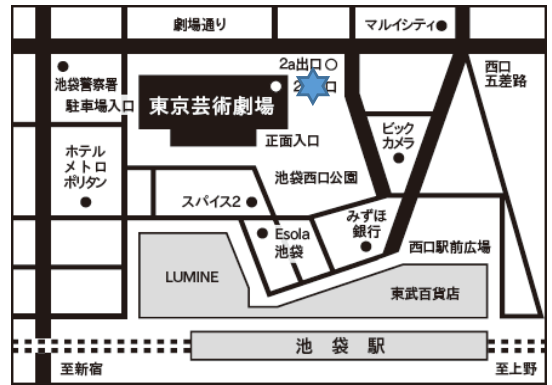 劇場通り
マルイシティ
2a出口
西口
五差路
池袋警察署
駐車場入口
東京芸術劇場
正面入口
ビック
カメラ
ホテル
メトロ
ポリタン
池袋西口公園
スパイス2
みずほ
銀行
Esola
池袋
西口駅前広場
LUMINE
東武百貨店
池袋駅
至新宿
至上野